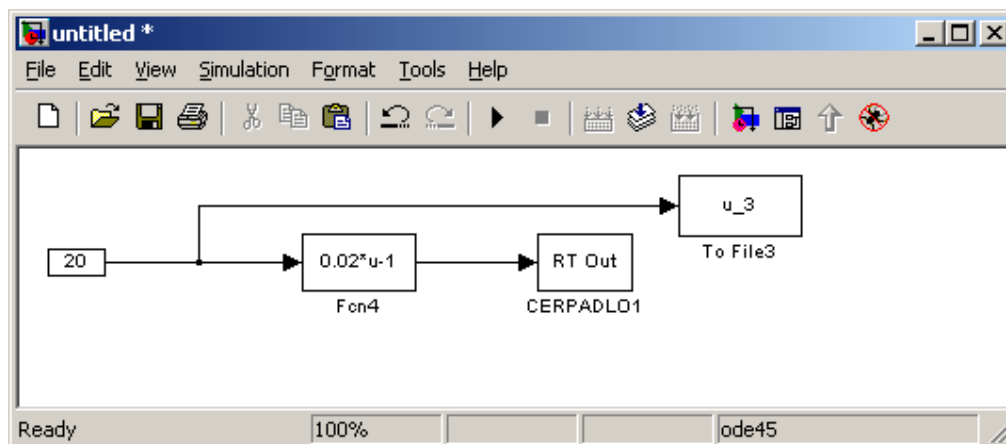 untitled *
File Edit View Simulation Format Tools Help
u_3
To File3
20
0.02*u-1
RT Out
Fcn4
CERPADLO1
Ready 100% ode45